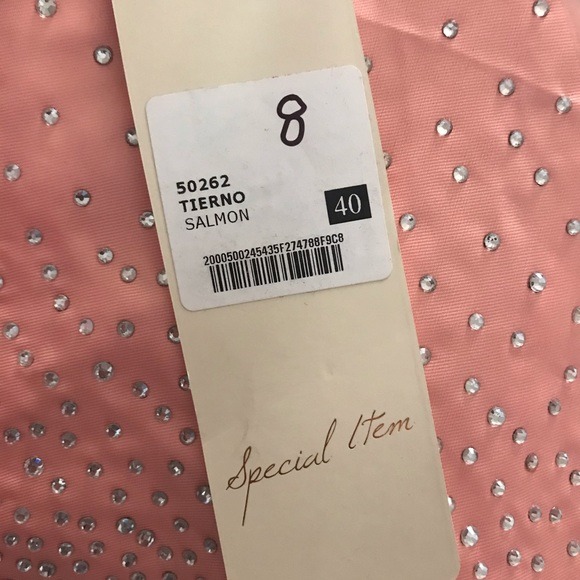 8
50262
TIERNO
SALMON
40
2000500245435F274788F9C8
Special Item